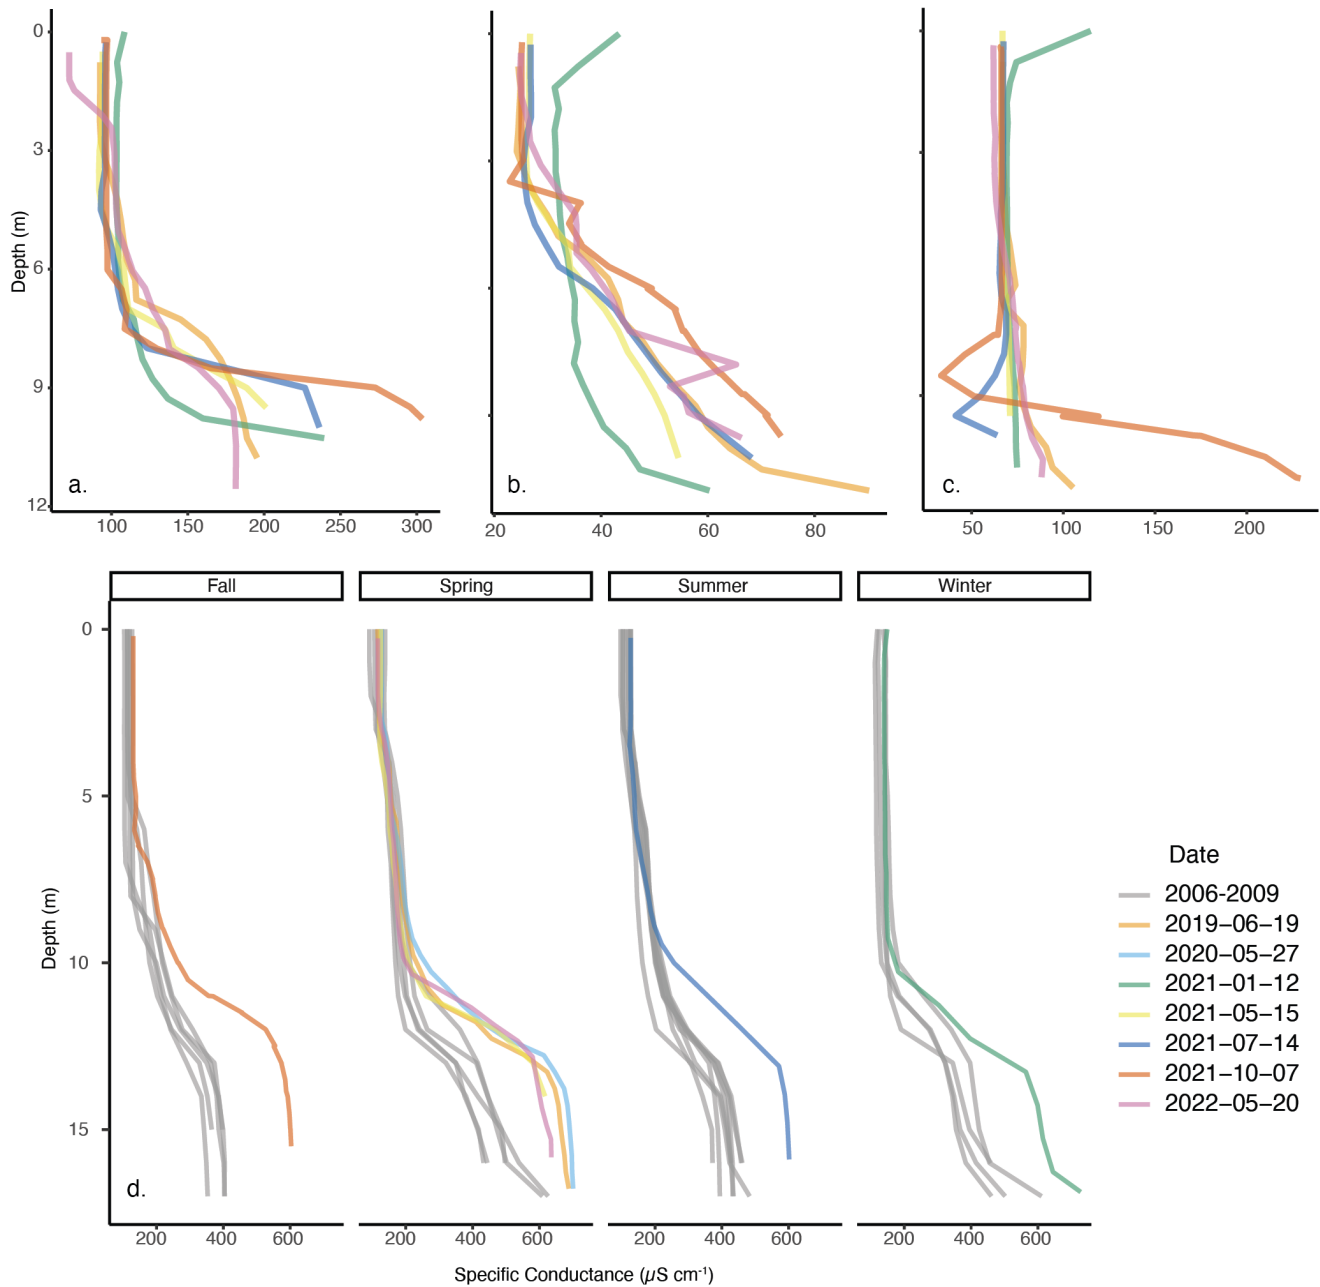 0
3
6
9
12
Depth (m)
a.
100 150 200 250 300
b.
20 40 60 80
c.
50 100 150 200
Fall Spring Summer Winter
0
5
10
15
Depth (m)
d.
200 400 600 200 400 600 200 400 600 200 400 600
Specific Conductance (µS cm⁻¹)
Date
2006-2009
2019−06−19
2020−05−27
2021−01−12
2021−05−15
2021−07−14
2021−10−07
2022−05−20